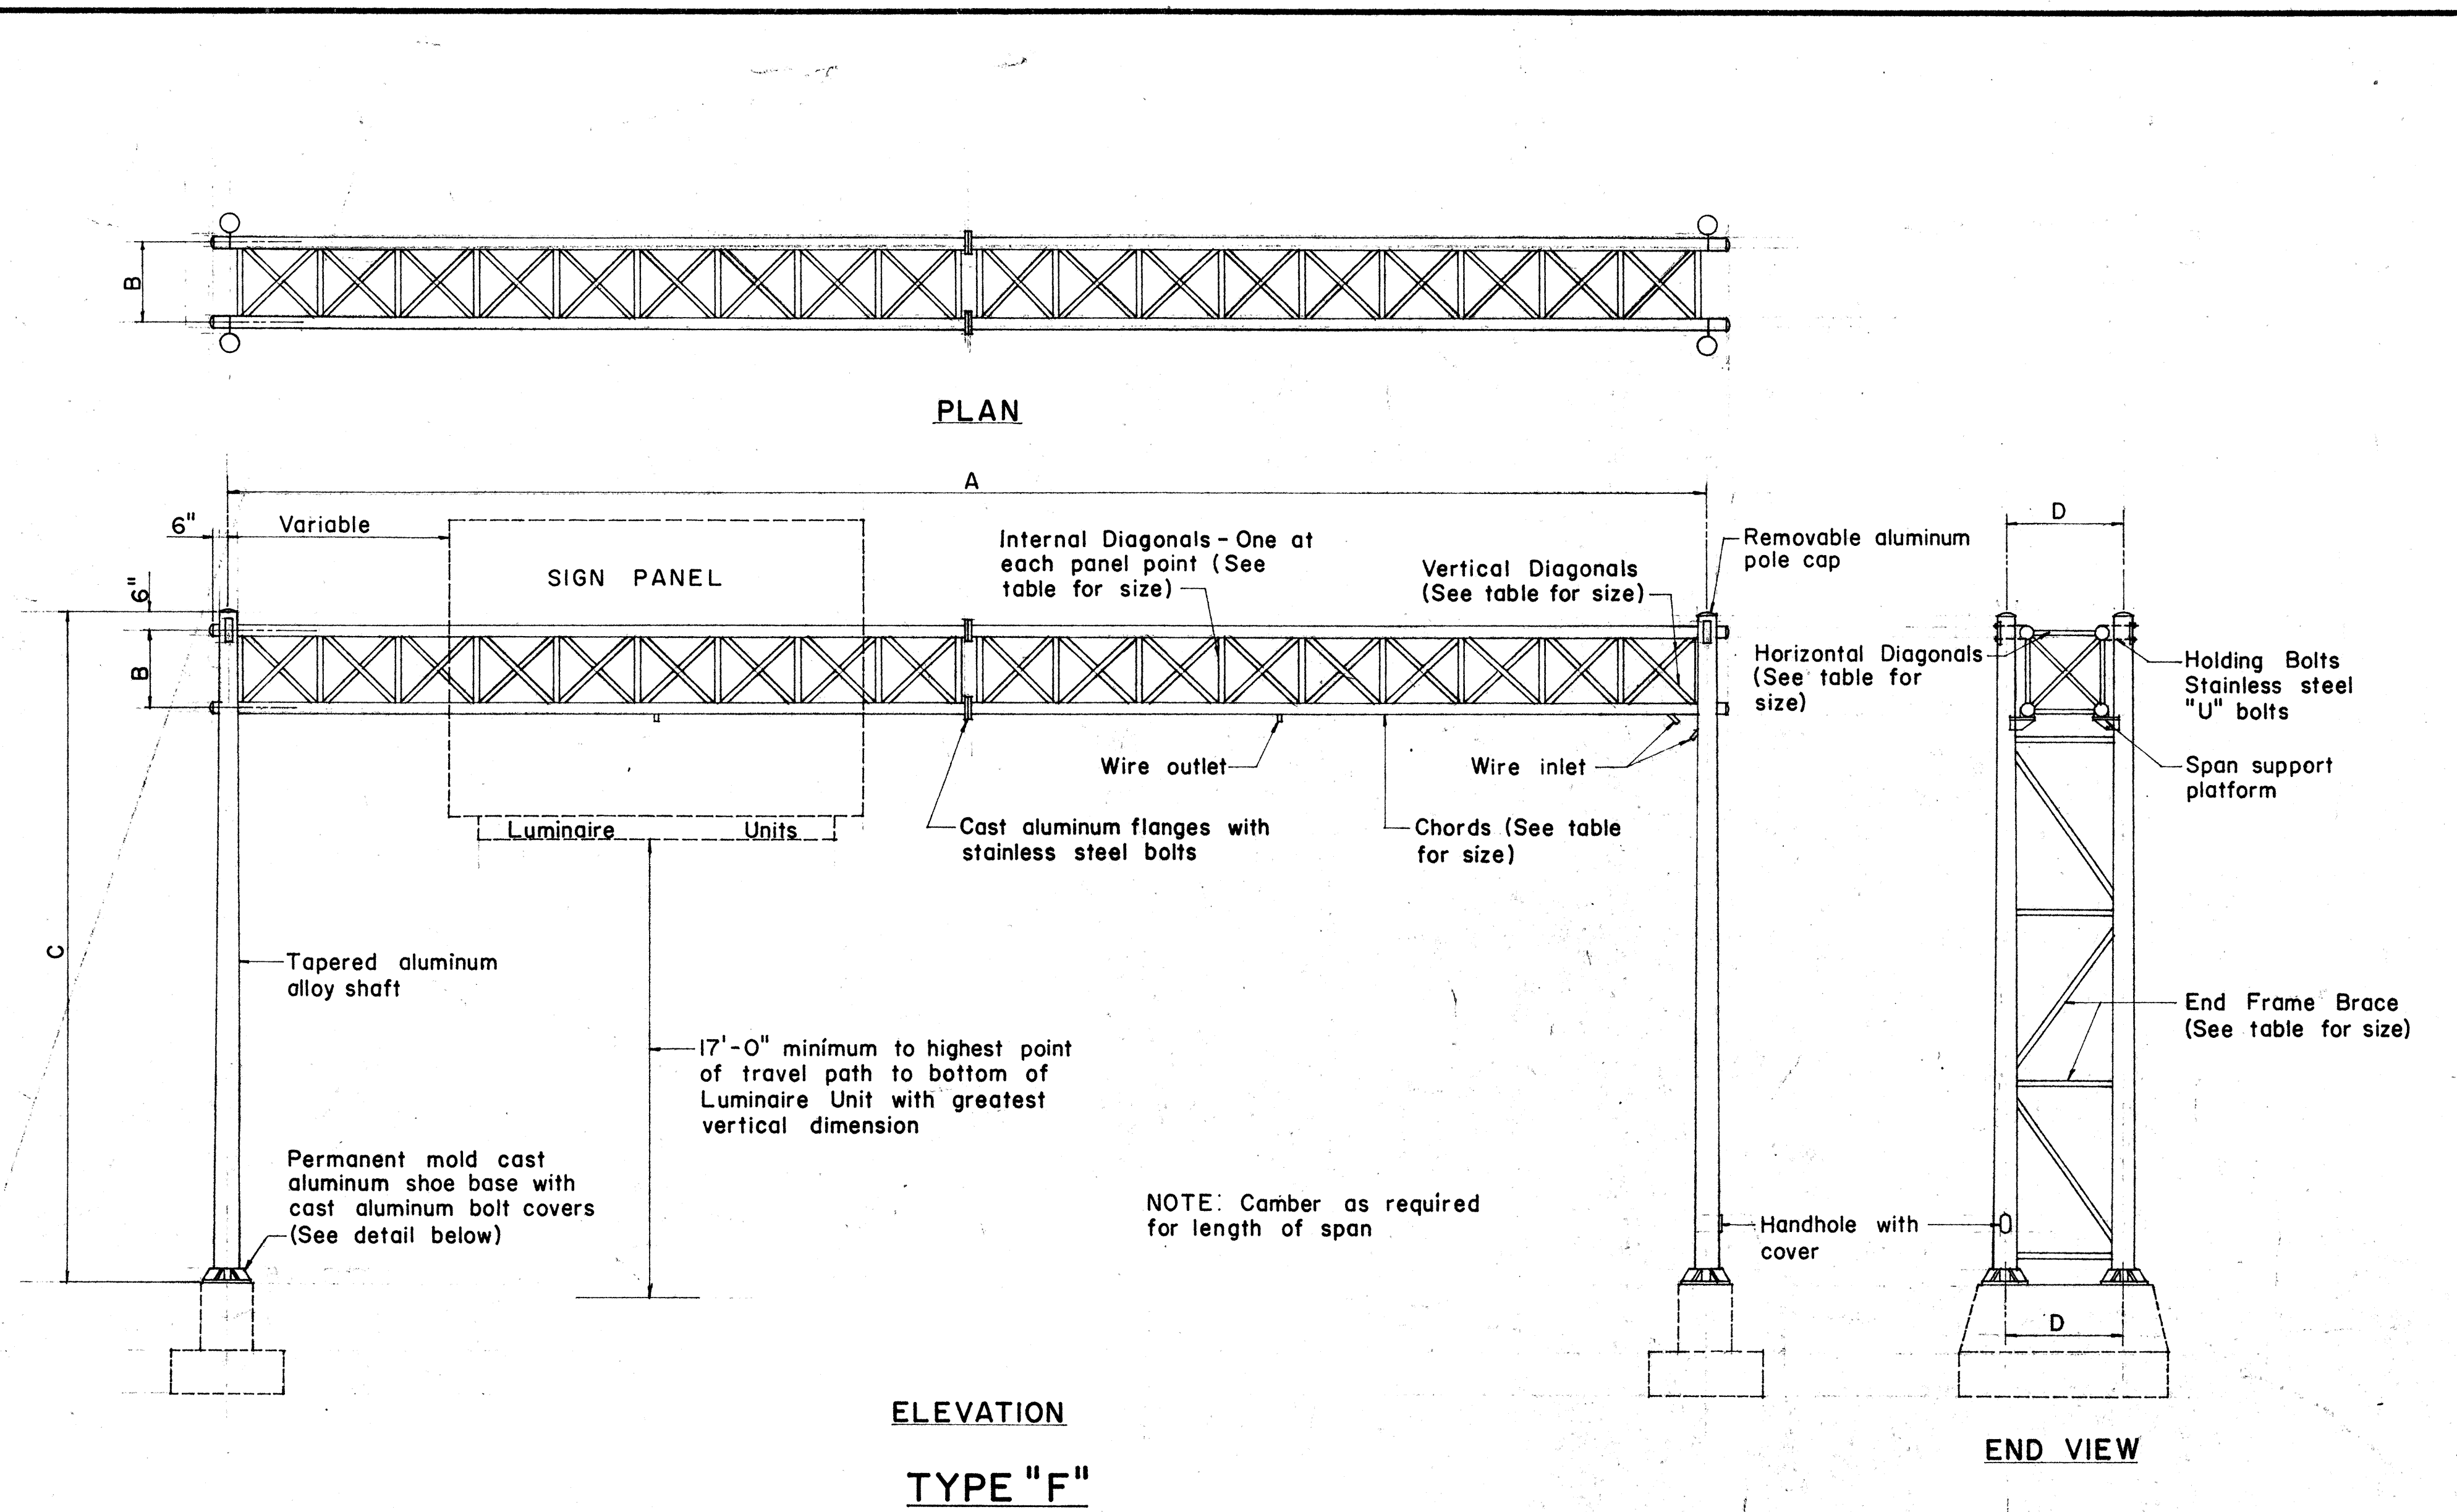 B
PLAN
A
6"
Variable
6"
SIGN PANEL
Internal Diagonals - One at
each panel point (See
table for size)
Vertical Diagonals
(See table for size)
Removable aluminum
pole cap
D
B
Horizontal Diagonals
(See table for
size)
Holding Bolts
Stainless steel
"U" bolts
Wire outlet
Wire inlet
Span support
platform
Luminaire Units
Cast aluminum flanges with
stainless steel bolts
Chords (See table
for size)
C
Tapered aluminum
alloy shaft
17'-0" minimum to highest point
of travel path to bottom of
Luminaire Unit with greatest
vertical dimension
End Frame Brace
(See table for size)
Permanent mold cast
aluminum shoe base with
cast aluminum bolt covers
(See detail below)
NOTE: Camber as required
for length of span
Handhole with
cover
D
ELEVATION
END VIEW
TYPE "F"